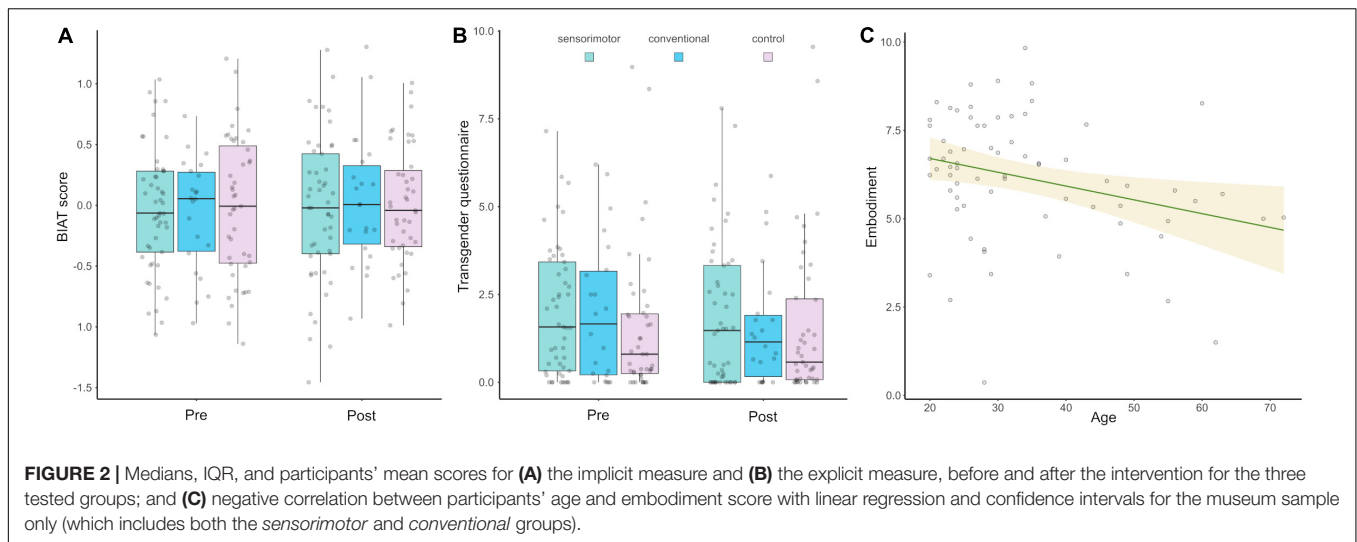 A
BIAT score
1.0
0.5
0.0
-0.5
1.0
-1.5
Pre
Post
B
sensorimotor conventional control
Transgender questionnaire
10.0
7.5
5.0
2.5
0.0
Pre
Post
C
Embodiment
10.0
7.5
5.0
2.5
0.0
20 30 40 50 60 70
Age
FIGURE 2 | Medians, IQR, and participants' mean scores for (A) the implicit measure and (B) the explicit measure, before and after the intervention for the three
tested groups; and (C) negative correlation between participants' age and embodiment score with linear regression and confidence intervals for the museum sample
only (which includes both the sensorimotor and conventional groups).